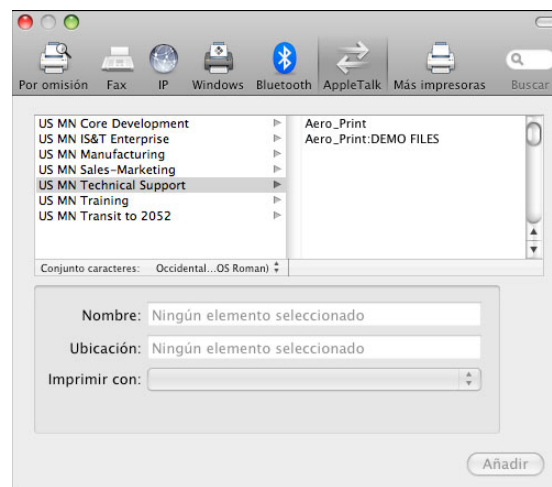 Por omisión Fax IP Windows Bluetooth AppleTalk Más impresoras Buscar
US MN Core Development
US MN IS&T Enterprise
US MN Manufacturing
US MN Sales-Marketing
US MN Technical Support
US MN Training
US MN Transit to 2052
Aero_Print
Aero_Print:DEMO FILES
Conjunto caracteres: Occidental...OS Roman)
Nombre: Ningún elemento seleccionado
Ubicación: Ningún elemento seleccionado
Imprimir con:
Añadir